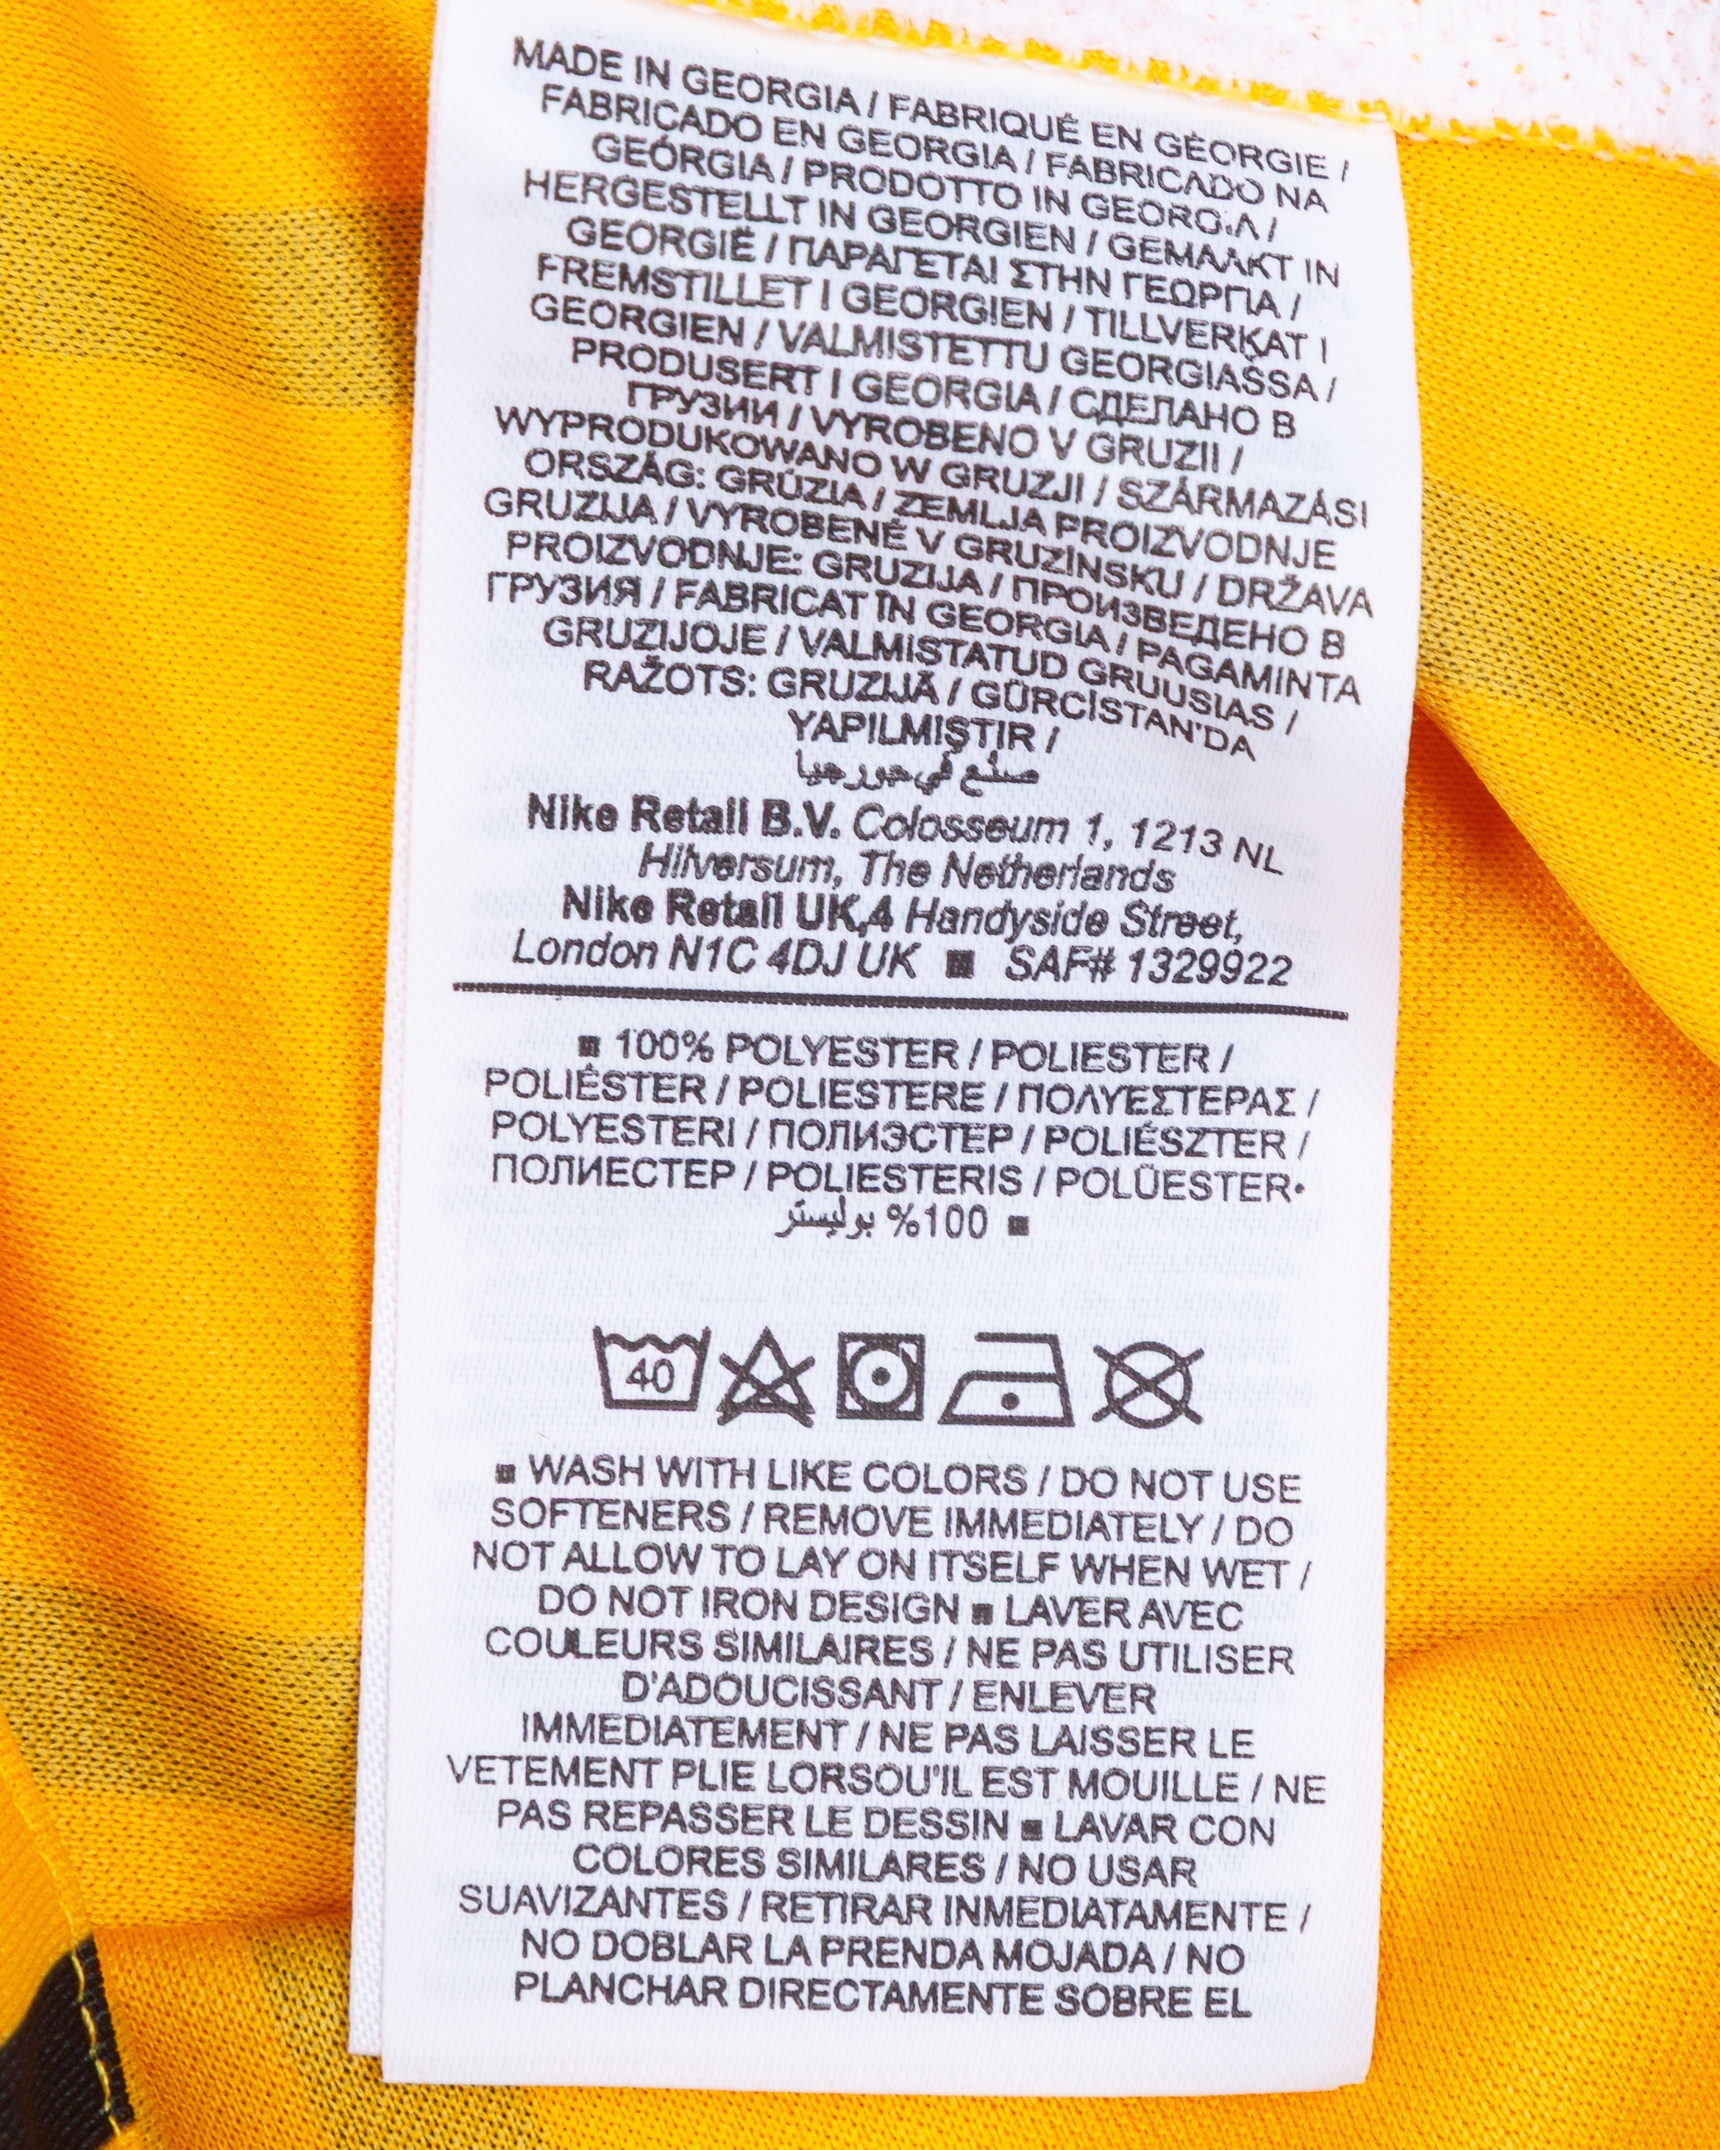 MADE IN GEORGIA / FABRIQUÉ EN GÉORGIE /
FABRICADO EN GEORGIA / FABRICADO NA
GEÓRGIA / PRODOTTO IN GEORGIA /
HERGESTELLT IN GEORGIEN / GEMAAKT IN
GEORGIË / ΠΑΡΑΓΕΤΑΙ ΣΤΗΝ ΓΕΩΡΓΙΑ /
FREMSTILLET I GEORGIEN / TILLVERKAT I
GEORGIEN / VALMISTETTU GEORGIASSA /
PRODUSERT I GEORGIA / СДЕЛАНО В
ГРУЗИИ / VYROBENO V GRUZII /
WYPRODUKOWANO W GRUZJI / SZÁRMAZÁSI
ORSZÁG: GRÚZIA / ZEMLJA PROIZVODNJE
GRUZIJA / VYROBENÉ V GRUZÍNSKU / DRŽAVA
PROIZVODNJE: GRUZIJA / ПРОИЗВЕДЕНО В
ГРУЗИЯ / FABRICAT ÎN GEORGIA / PAGAMINTA
GRUZIJOJE / VALMISTATUD GRUUSIAS /
RAŽOTS: GRUZIJĀ / GÜRCİSTAN'DA
YAPILMIŞTIR /
صنع في جورجيا
Nike Retail B.V. Colosseum 1, 1213 NL
Hilversum, The Netherlands
Nike Retail UK,4 Handyside Street,
London N1C 4DJ UK ■ SAF# 1329922
■ 100% POLYESTER / POLIESTER /
POLIÉSTER / POLIESTERE / ΠΟΛΥΕΣΤΕΡΑΣ /
POLYESTERI / ПОЛИЭСТЕР / POLIÉSZTER /
ПОЛИЕСТЕР / POLIESTERIS / POLÜESTER•
■ 100% بوليستر
40
■ WASH WITH LIKE COLORS / DO NOT USE
SOFTENERS / REMOVE IMMEDIATELY / DO
NOT ALLOW TO LAY ON ITSELF WHEN WET /
DO NOT IRON DESIGN ■ LAVER AVEC
COULEURS SIMILAIRES / NE PAS UTILISER
D'ADOUCISSANT / ENLEVER
IMMEDIATEMENT / NE PAS LAISSER LE
VETEMENT PLIE LORSOU'IL EST MOUILLE / NE
PAS REPASSER LE DESSIN ■ LAVAR CON
COLORES SIMILARES / NO USAR
SUAVIZANTES / RETIRAR INMEDIATAMENTE /
NO DOBLAR LA PRENDA MOJADA / NO
PLANCHAR DIRECTAMENTE SOBRE EL